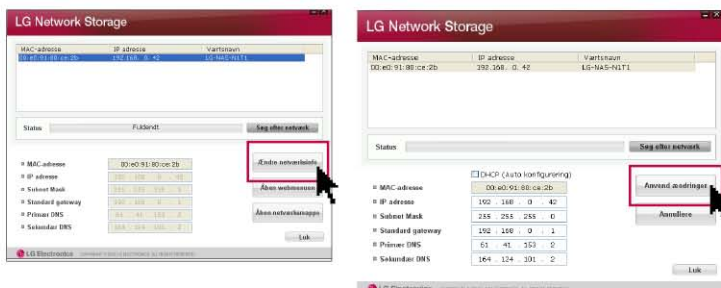 LG Network Storage
MAC-adresse IP adresse Værtsnavn
00:e0:91:80:ce:2b 192.168. 0. 42 LG-NAS-N1T1
Status Fuldendt Søg efter netværk
MAC-adresse 00:e0:91:80:ce:2b
Ændre netværksinfo
IP adresse
Subnet Mask
Åben webmenuen
Standard gateway
Primær DNS
Åben netværksmappe
Sekundær DNS
Luk
LG Electronics
LG Network Storage
MAC-adresse IP adresse Værtsnavn
00:e0:91:80:ce:2b 192.168. 0. 42 LG-NAS-N1T1
Status Søg efter netværk
DHCP (Auto konfigurering)
MAC-adresse 00:e0:91:80:ce:2b Anvend ændringer
IP adresse 192 . 168 . 0 . 42
Subnet Mask 255 . 255 . 255 . 0 Annullere
Standard gateway 192 . 168 . 0 . 1
Primær DNS 61 . 41 . 153 . 2
Sekundær DNS 164 . 124 . 101 . 2
Luk
LG Electronics